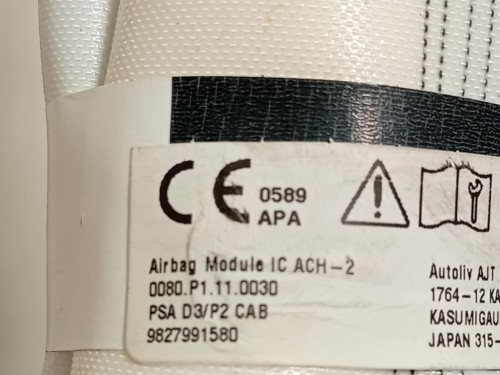 CE 0589
APA
Airbag Module IC ACH-2
0080.P1.11.0030
PSA D3/P2 CAB
9827991580
Autoliv AJT
1764-12 KA
KASUMIGAU
JAPAN 315-